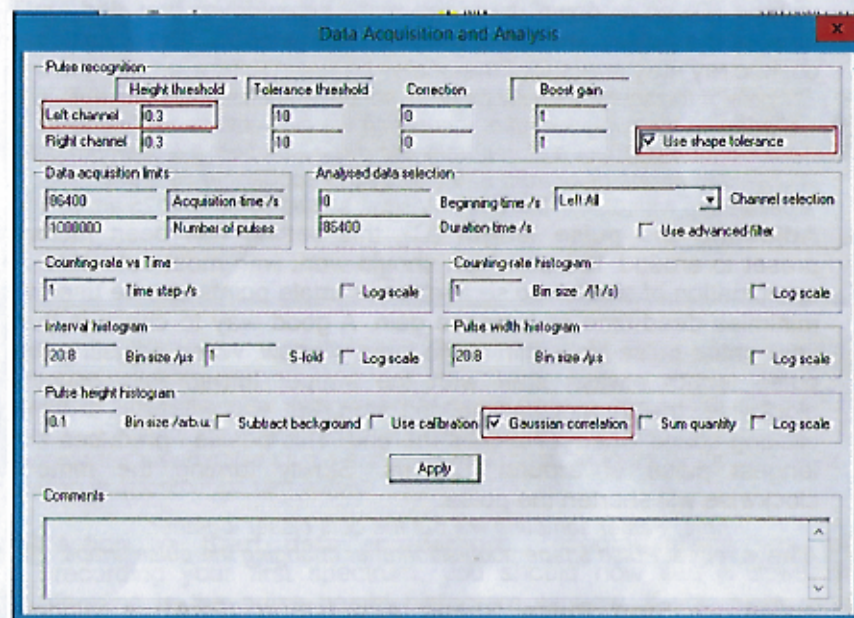 Data Acquisition and Analysis
x
Pulse recognition
Height threshold Tolerance threshold Correction Boost gain
Left channel 0.3 10 0 1
Right channel 0.3 10 0 1 Use shape tolerance
Data acquisition limits Analysed data selection
86400 Acquisition time /s 0 Beginning time /s Left All Channel selection
1000000 Number of pulses 86400 Duration time /s Use advanced filter
Counting rate vs Time Counting rate histogram
1 Time step /s Log scale 1 Bin size /(1/s) Log scale
Interval histogram Pulse width histogram
20.8 Bin size /µs 1 S-fold Log scale 20.8 Bin size /µs Log scale
Pulse height histogram
0.1 Bin size /arb.u. Subtract background Use calibration Gaussian correlation Sum quantity Log scale
Apply
Comments